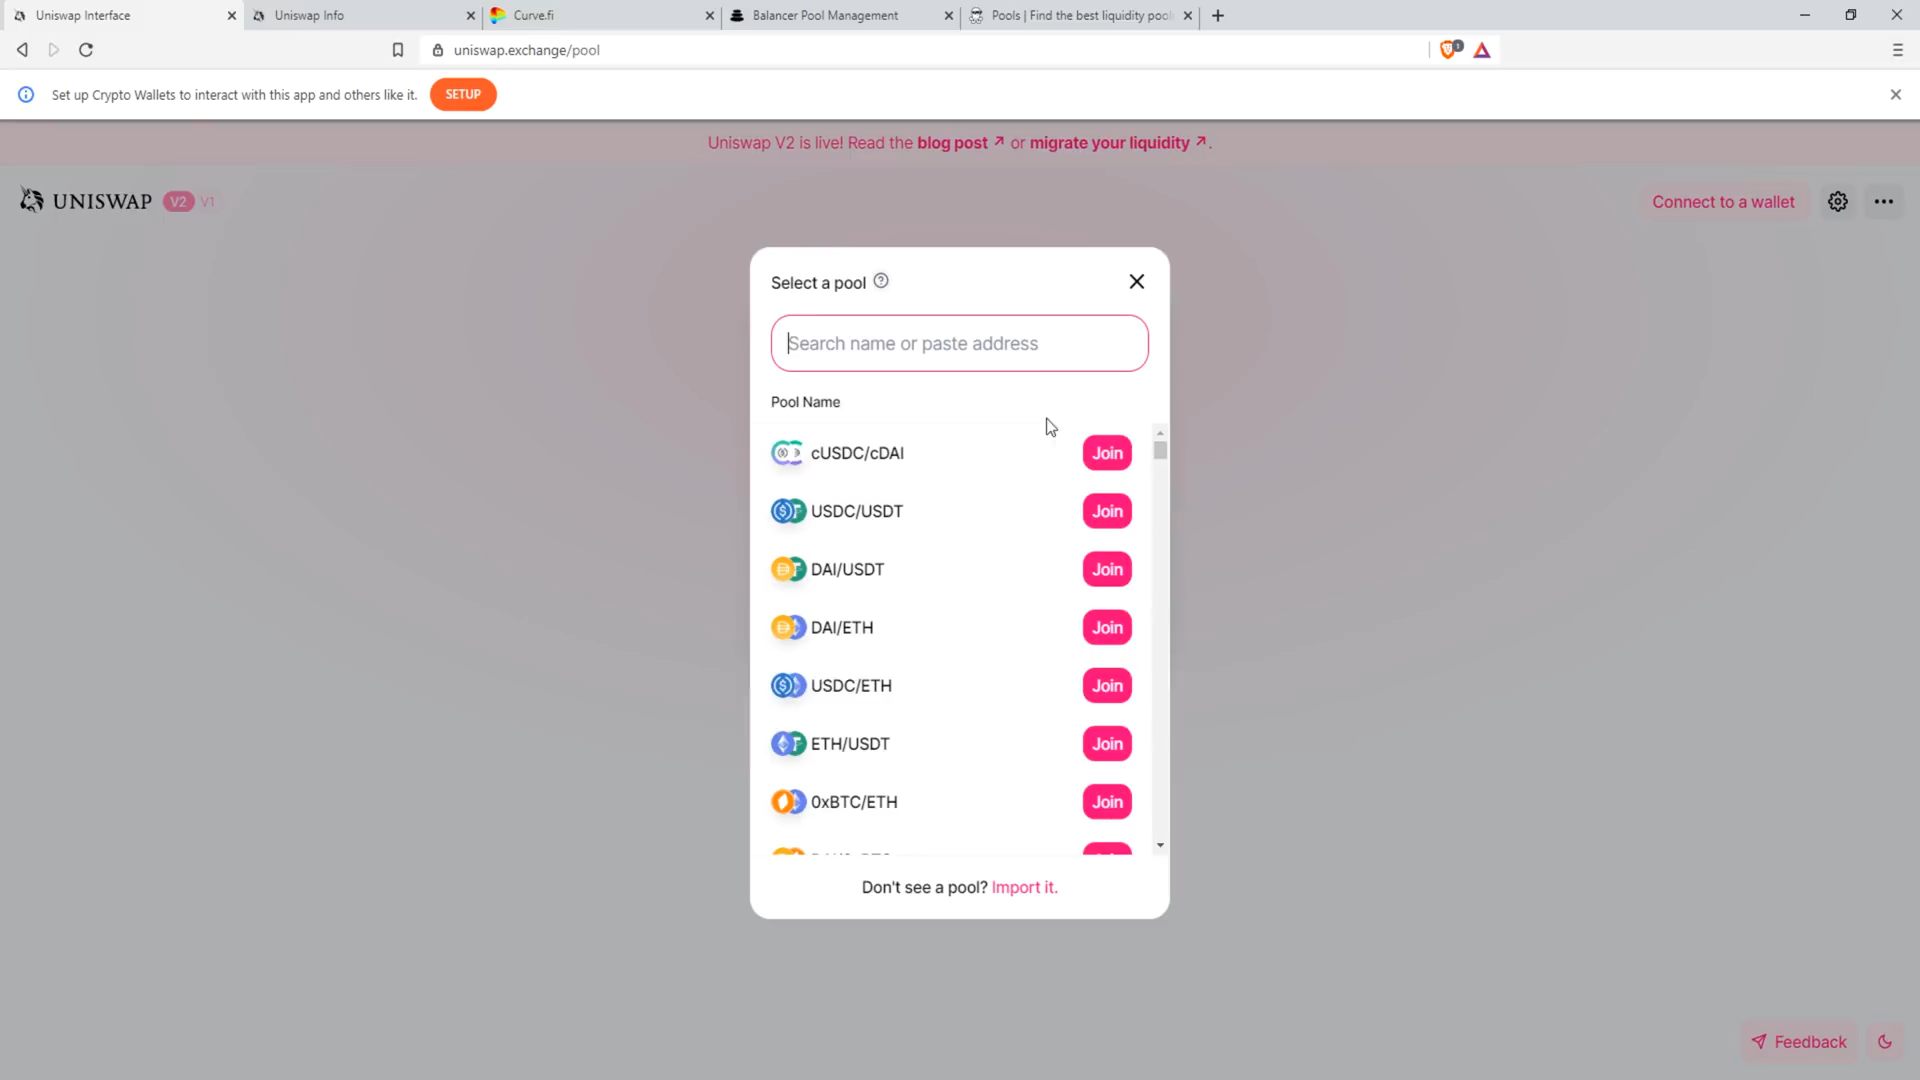 Uniswap Interface
Uniswap Info
Curve.fi
Balancer Pool Management
Pools | Find the best liquidity pool
uniswap.exchange/pool
1
Set up Crypto Wallets to interact with this app and others like it. SETUP
Uniswap V2 is live! Read the blog post ↗ or migrate your liquidity ↗.
UNISWAP V2 V1
Connect to a wallet
Select a pool ?
Search name or paste address
Pool Name
cUSDC/cDAI Join
USDC/USDT Join
DAI/USDT Join
DAI/ETH Join
USDC/ETH Join
ETH/USDT Join
0xBTC/ETH Join
Don't see a pool? Import it.
Feedback